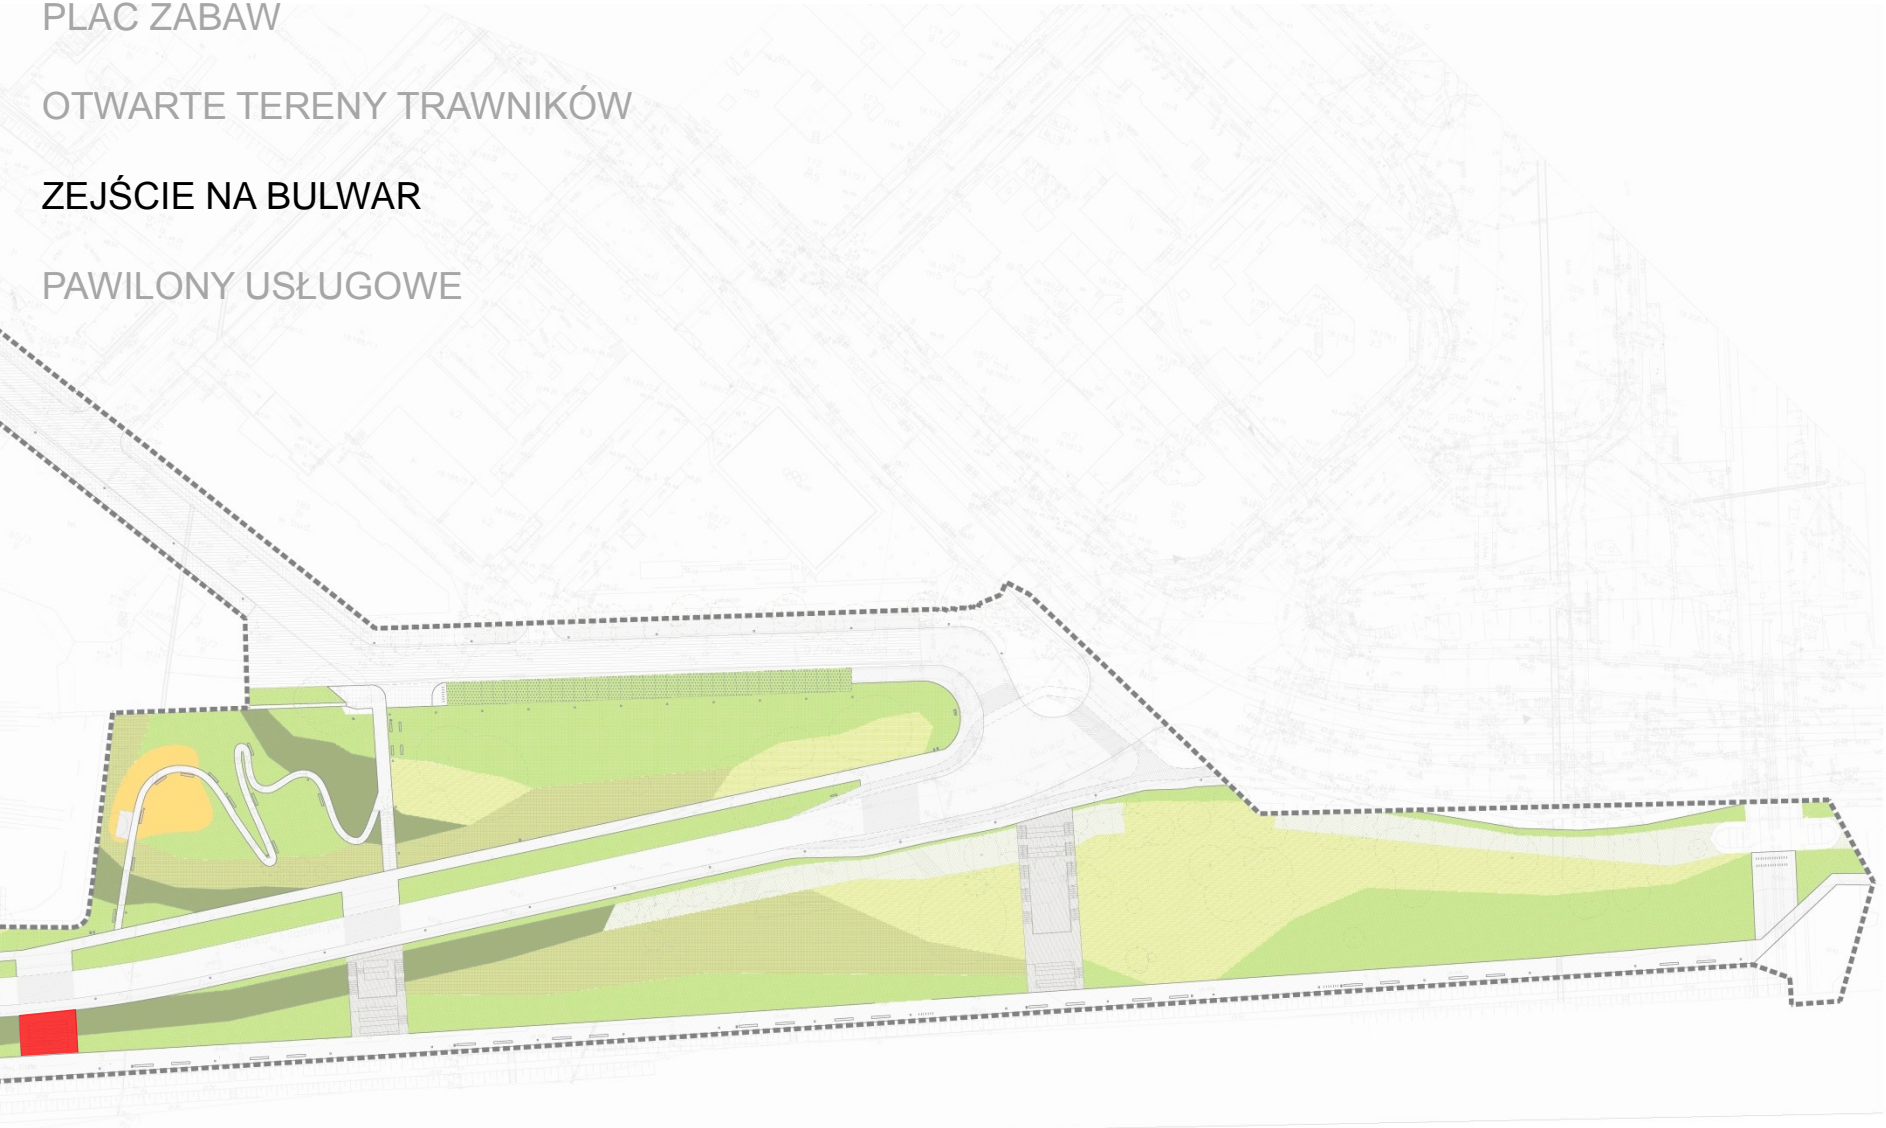 PLAC ZABAW
OTWARTE TERENY TRAWNIKÓW
ZEJŚCIE NA BULWAR
PAWILONY USŁUGOWE